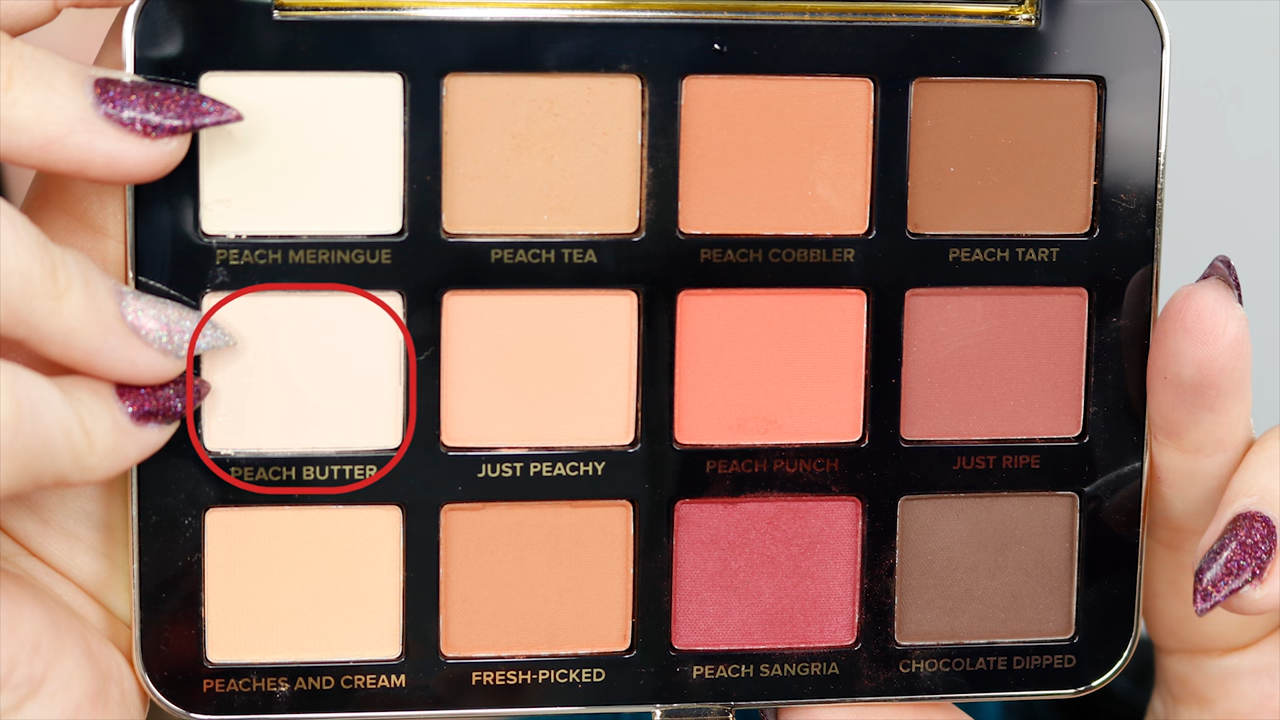 PEACH MERINGUE
PEACH TEA
PEACH COBBLER
PEACH TART
PEACH BUTTER
JUST PEACHY
PEACH PUNCH
JUST RIPE
PEACHES AND CREAM
FRESH-PICKED
PEACH SANGRIA
CHOCOLATE DIPPED